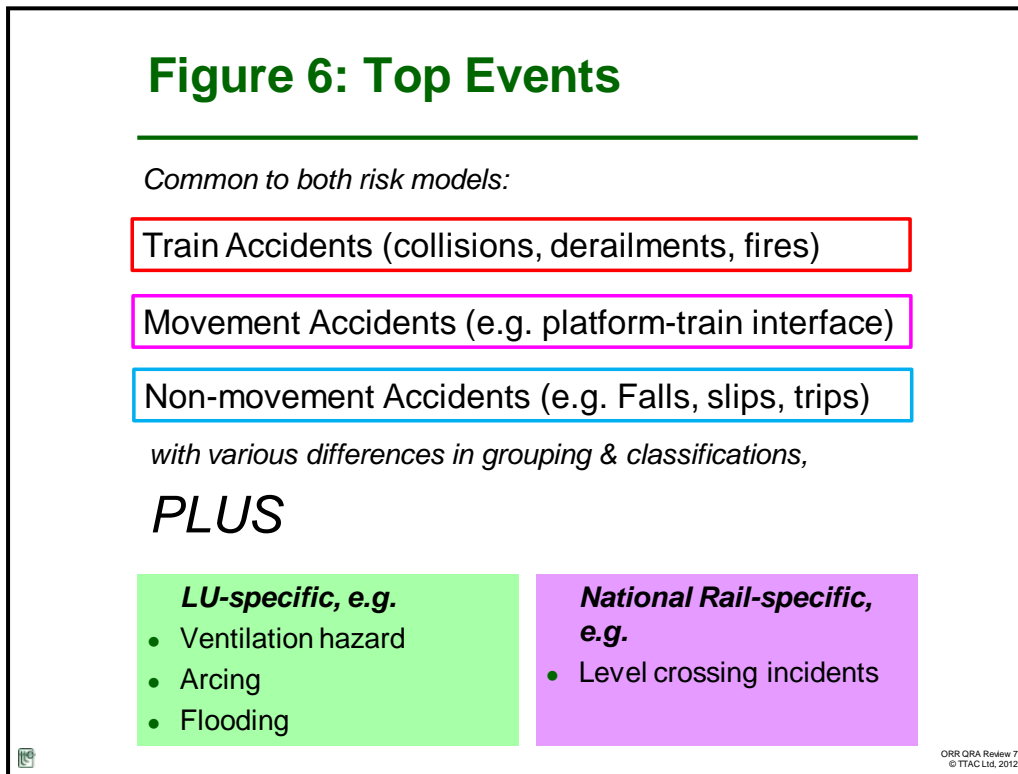 Figure 6: Top Events
Common to both risk models:
Train Accidents (collisions, derailments, fires)
Movement Accidents (e.g. platform-train interface)
Non-movement Accidents (e.g. Falls, slips, trips)
with various differences in grouping & classifications,
PLUS
LU-specific, e.g.
• Ventilation hazard
• Arcing
• Flooding
National Rail-specific,
e.g.
• Level crossing incidents
ORR QRA Review 7
© TTAC Ltd, 2012